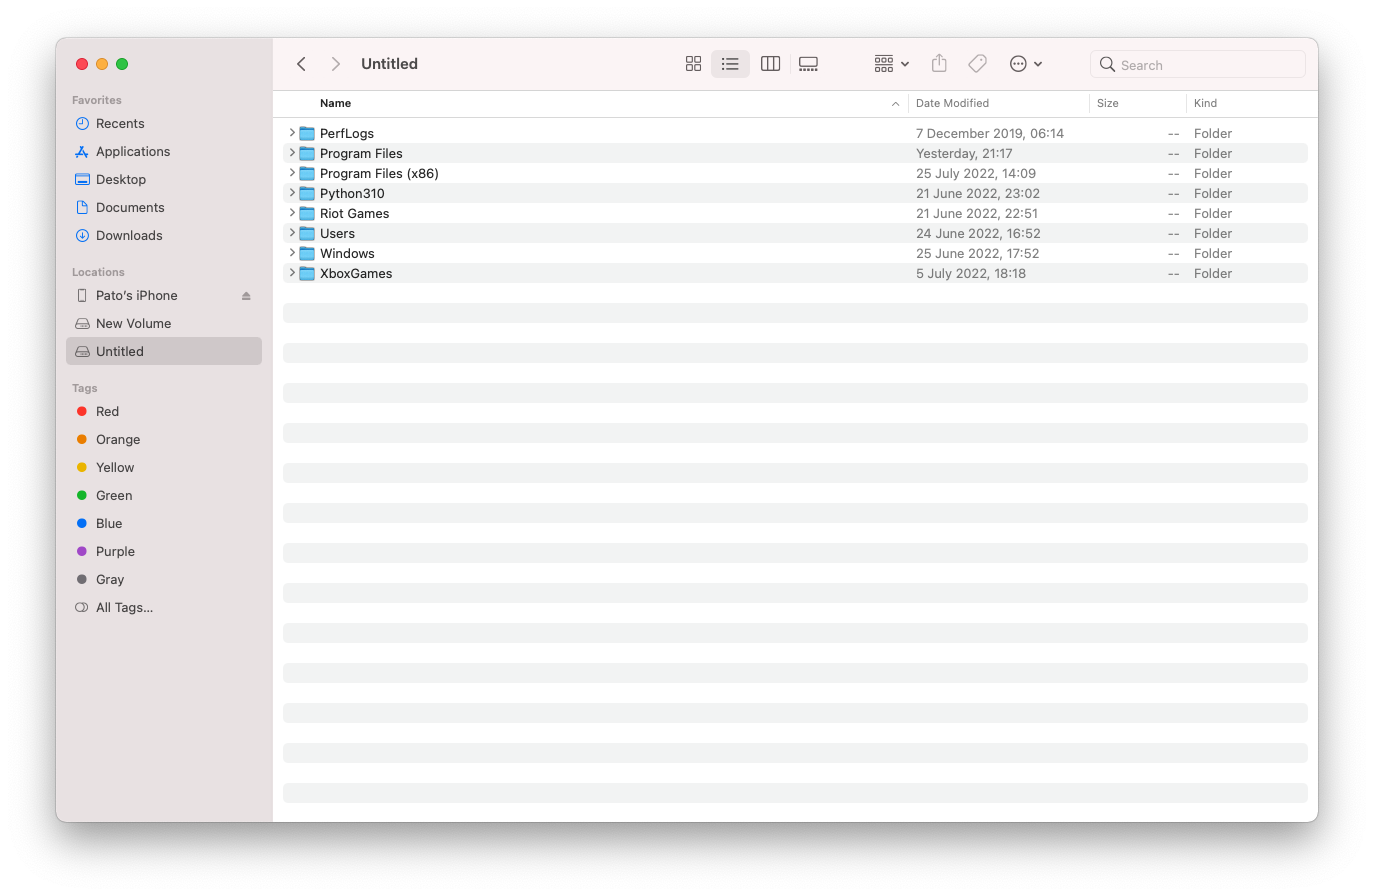 Untitled
Search
Favorites
Recents
Applications
Desktop
Documents
Downloads
Locations
Pato's iPhone
New Volume
Untitled
Tags
Red
Orange
Yellow
Green
Blue
Purple
Gray
All Tags...
Name Date Modified Size Kind
PerfLogs 7 December 2019, 06:14 -- Folder
Program Files Yesterday, 21:17 -- Folder
Program Files (x86) 25 July 2022, 14:09 -- Folder
Python310 21 June 2022, 23:02 -- Folder
Riot Games 21 June 2022, 22:51 -- Folder
Users 24 June 2022, 16:52 -- Folder
Windows 25 June 2022, 17:52 -- Folder
XboxGames 5 July 2022, 18:18 -- Folder